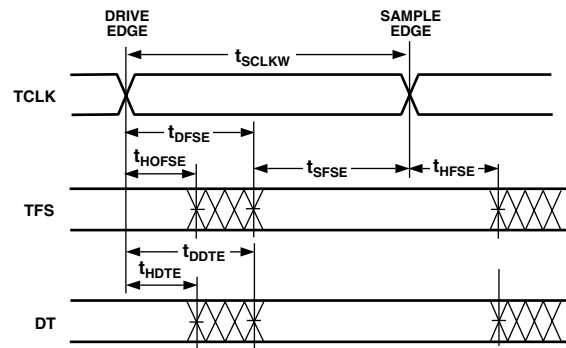 DRIVE EDGE
SAMPLE EDGE
tSCLKW
TCLK
tDFSE
tHOFSE
tSFSE
tHFSE
TFS
tDDTE
tHDTE
DT